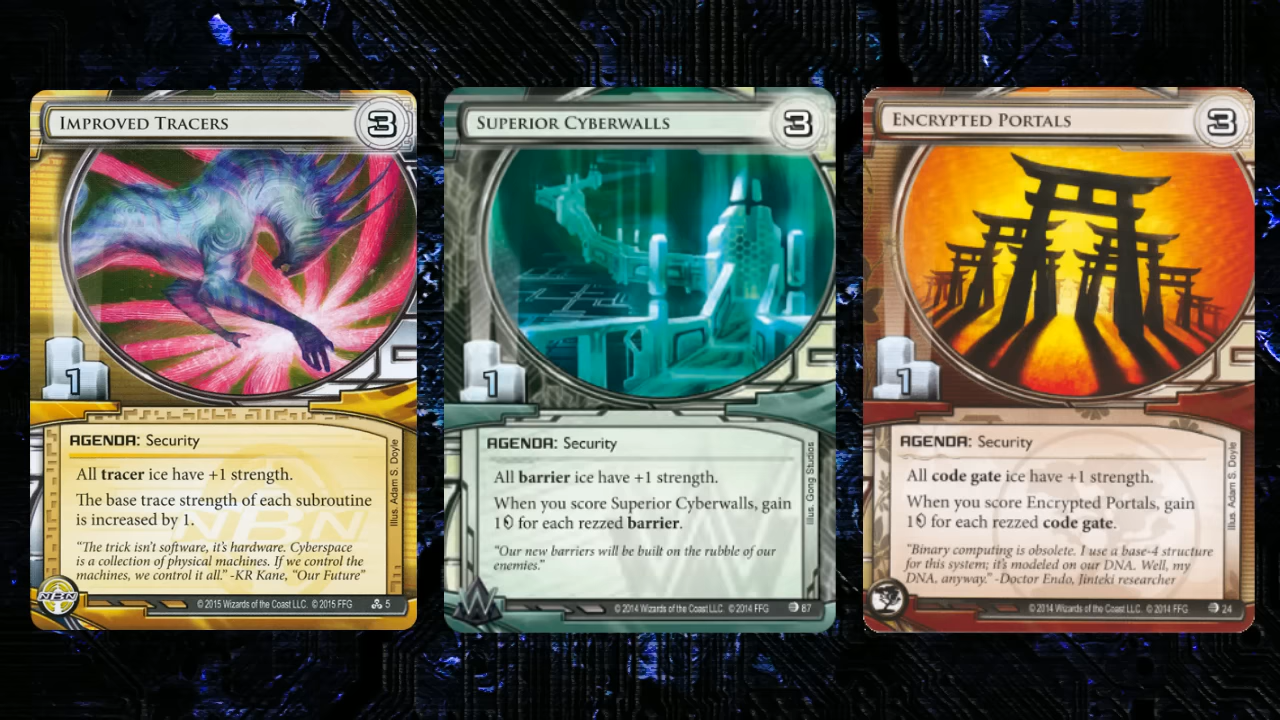 IMPROVED TRACERS
3
1
AGENDA: Security
All tracer ice have +1 strength.
The base trace strength of each subroutine
is increased by 1.
"The trick isn't software, it's hardware. Cyberspace
is a collection of physical machines. If we control the
machines, we control it all." -KR Kane, "Our Future"
Illus. Adam S. Doyle
NBN
NBN
© 2015 Wizards of the Coast LLC. © 2015 FFG
5
SUPERIOR CYBERWALLS
3
1
AGENDA: Security
All barrier ice have +1 strength.
When you score Superior Cyberwalls, gain
1 for each rezzed barrier.
"Our new barriers will be built on the rubble of our
enemies."
Illus. Gong Studios
© 2014 Wizards of the Coast LLC. © 2014 FFG
87
ENCRYPTED PORTALS
3
1
AGENDA: Security
All code gate ice have +1 strength.
When you score Encrypted Portals, gain
1 for each rezzed code gate.
"Binary computing is obsolete. I use a base-4 structure
for this system; it's modeled on our DNA. Well, my
DNA, anyway." -Doctor Endo, Jinteki researcher
Illus. Adam S. Doyle
© 2014 Wizards of the Coast LLC. © 2014 FFG
24